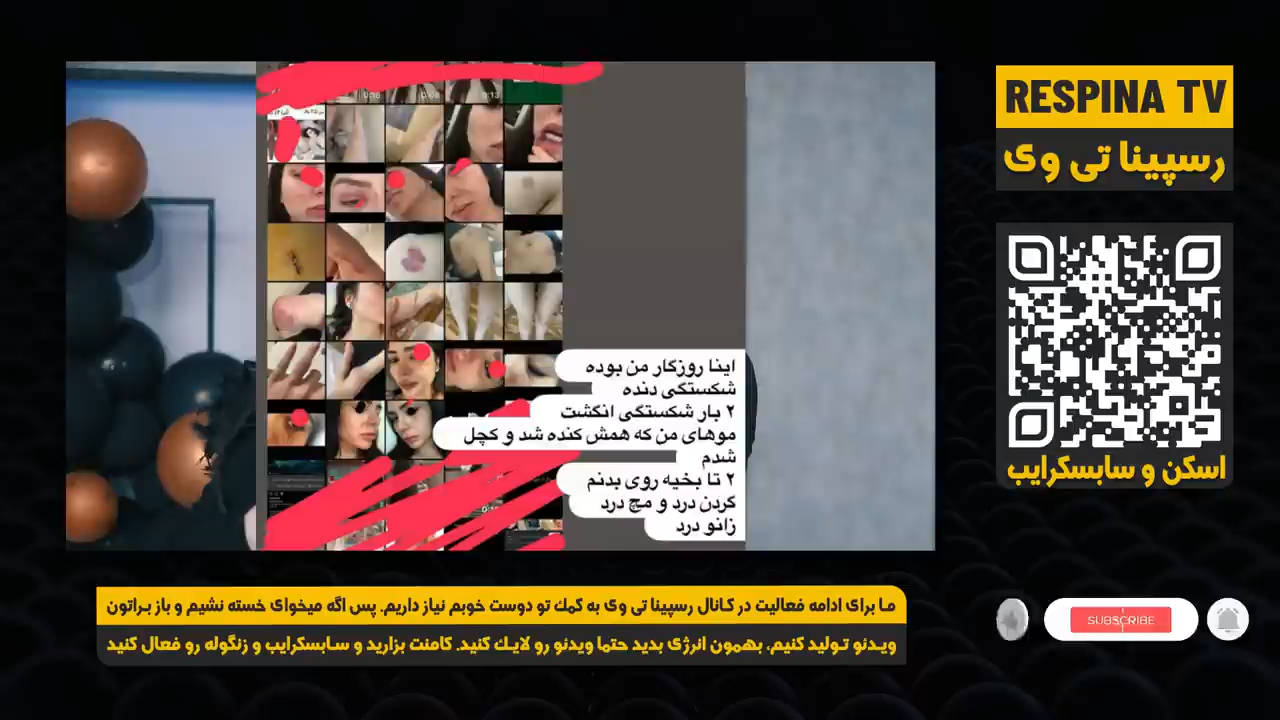 RESPINA TV
رسپینا تی وی
0:16
0:13
اینا روزگار من بوده
شکستگی دنده
۲ بار شکستگی انگشت
موهای من که همش کنده شد و کچل
شدم
۲ تا بخیه روی بدنم
گردن درد و مچ درد
زانو درد
اسکن و سابسکرایب
ما برای ادامه فعالیت در کانال رسپینا تی وی به کمک تو دوست خوبم نیاز داریم. پس اگه میخوای خسته نشیم و باز براتون
ویدئو تولید کنیم، بهمون انرژی بدید حتما ویدئو رو لایک کنید. کامنت بزارید و سابسکرایب و زنگوله رو فعال کنید
SUBSCRIBE